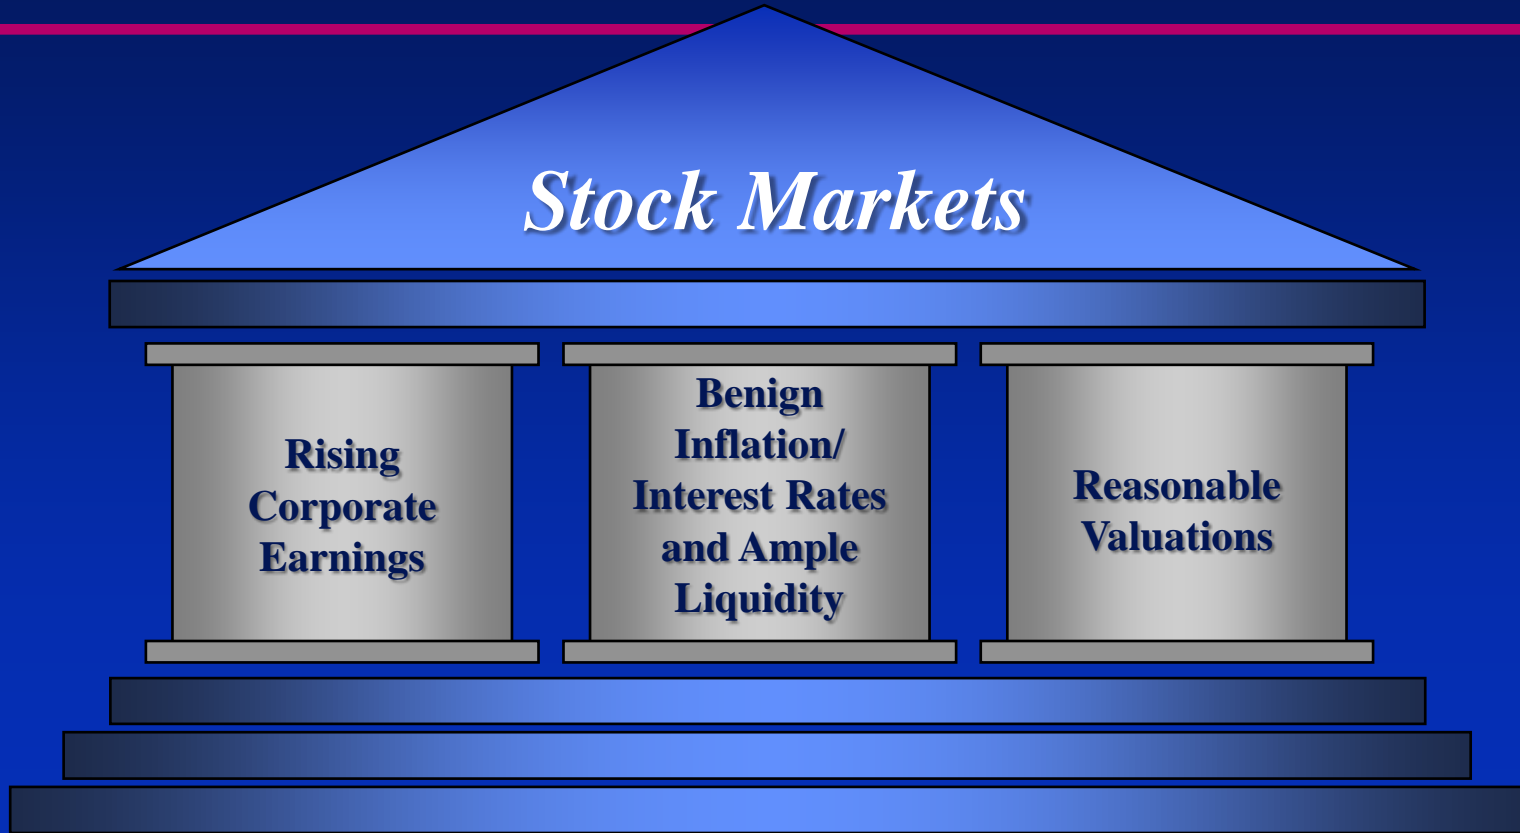 Stock Markets
Rising
Corporate
Earnings
Benign
Inflation/
Interest Rates
and Ample
Liquidity
Reasonable
Valuations